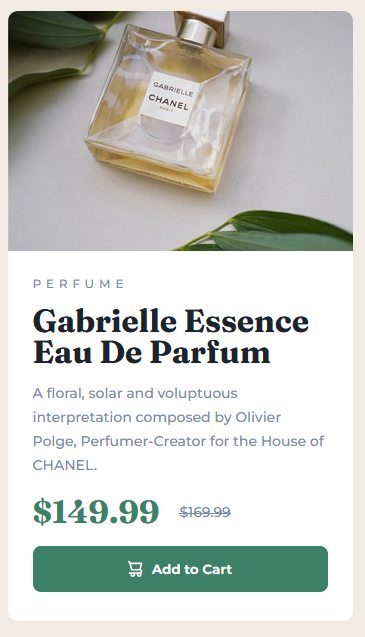 GABRIELLE
CHANEL
PARIS
PERFUME
Gabrielle Essence
Eau De Parfum
A floral, solar and voluptuous
interpretation composed by Olivier
Polge, Perfumer-Creator for the House of
CHANEL.
$149.99 $169.99
Add to Cart